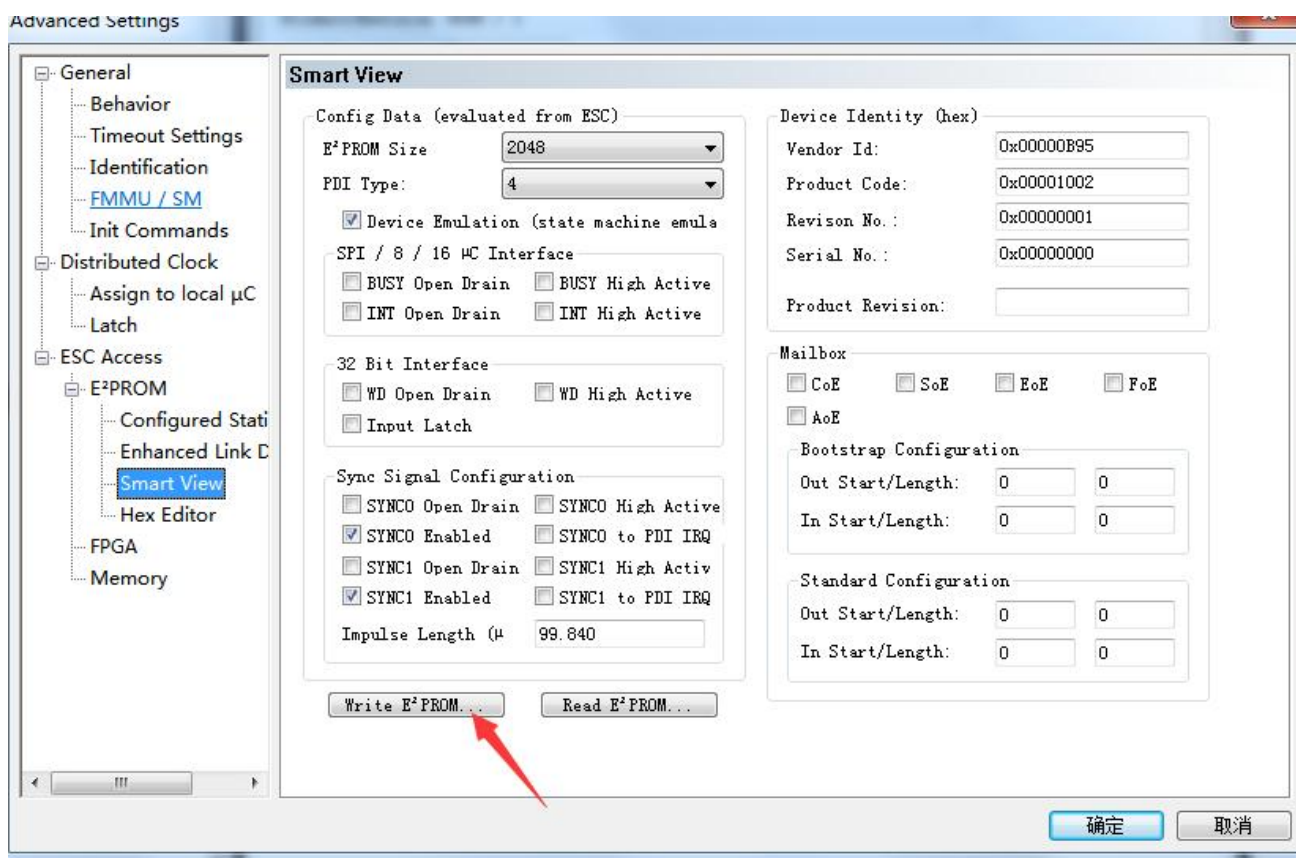 Advanced Settings
General
Behavior
Timeout Settings
Identification
FMMU / SM
Init Commands
Distributed Clock
Assign to local µC
Latch
ESC Access
E²PROM
Configured Stati
Enhanced Link D
Smart View
Hex Editor
FPGA
Memory
Smart View
Config Data (evaluated from ESC)
E²PROM Size 2048
PDI Type: 4
Device Emulation (state machine emula
SPI / 8 / 16 µC Interface
BUSY Open Drain BUSY High Active
INT Open Drain INT High Active
32 Bit Interface
WD Open Drain WD High Active
Input Latch
Sync Signal Configuration
SYNC0 Open Drain SYNC0 High Active
SYNC0 Enabled SYNC0 to PDI IRQ
SYNC1 Open Drain SYNC1 High Activ
SYNC1 Enabled SYNC1 to PDI IRQ
Impulse Length (µ 99.840
Write E²PROM... Read E²PROM...
Device Identity (hex)
Vendor Id: 0x00000B95
Product Code: 0x00001002
Revison No.: 0x00000001
Serial No.: 0x00000000
Product Revision:
Mailbox
CoE SoE EoE FoE
AoE
Bootstrap Configuration
Out Start/Length: 0 0
In Start/Length: 0 0
Standard Configuration
Out Start/Length: 0 0
In Start/Length: 0 0
确定 取消